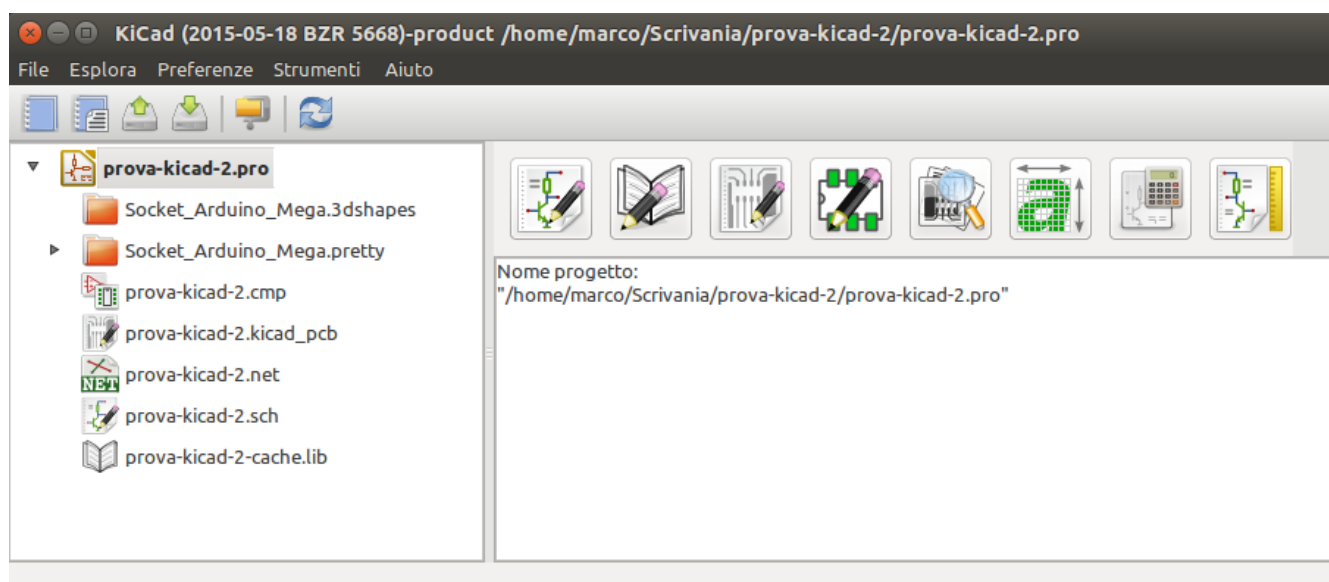 KiCad (2015-05-18 BZR 5668)-product /home/marco/Scrivania/prova-kicad-2/prova-kicad-2.pro
File Esplora Preferenze Strumenti Aiuto
prova-kicad-2.pro
Socket_Arduino_Mega.3dshapes
Socket_Arduino_Mega.pretty
prova-kicad-2.cmp
prova-kicad-2.kicad_pcb
NET prova-kicad-2.net
prova-kicad-2.sch
prova-kicad-2-cache.lib
a
Nome progetto:
"/home/marco/Scrivania/prova-kicad-2/prova-kicad-2.pro"